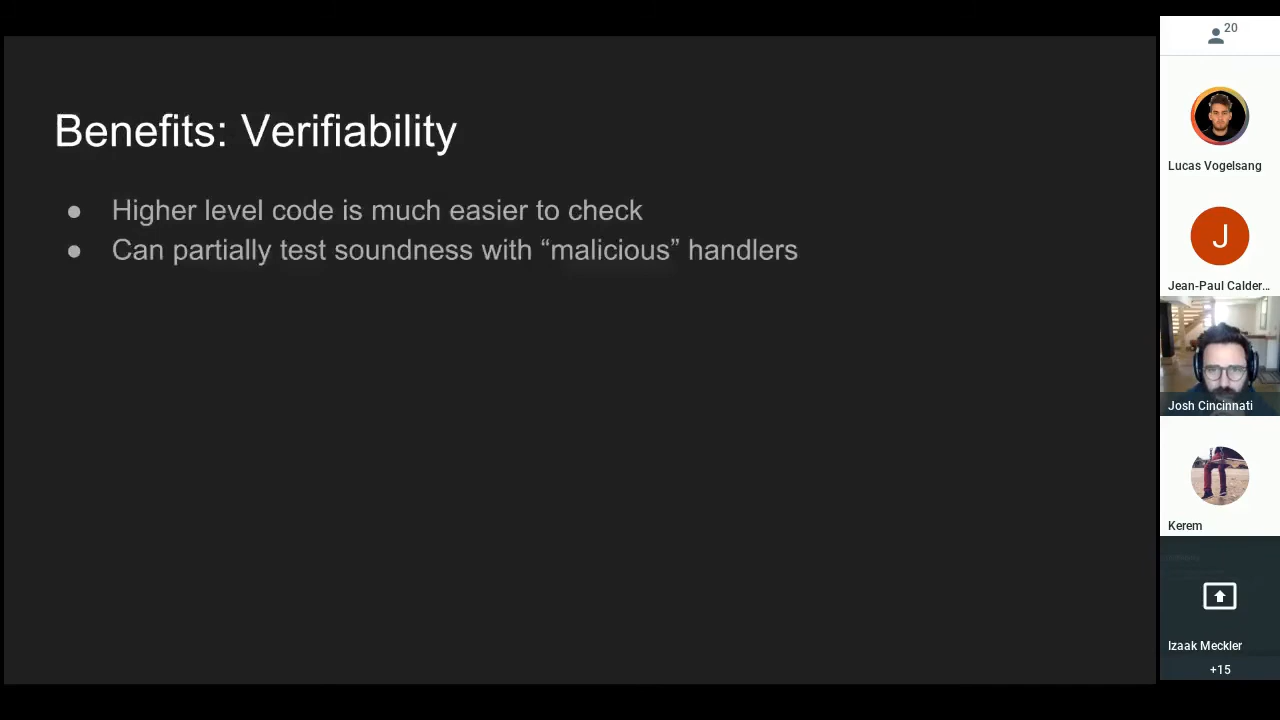 Benefits: Verifiability
● Higher level code is much easier to check
● Can partially test soundness with “malicious” handlers
20
Lucas Vogelsang
J
Jean-Paul Calder...
Josh Cincinnati
Kerem
Izaak Meckler
+15